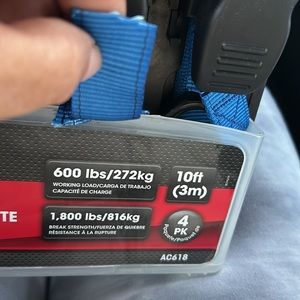 600 lbs/272kg
WORKING LOAD/CARGA DE TRABAJO
CAPACITÉ DE CHARGE
10ft
(3m)
TE
1,800 lbs/816kg
BREAK STRENGTH/FUERZA DE QUIEBRE
RÉSISTANCE À LA RUPTURE
4
PK
AC618